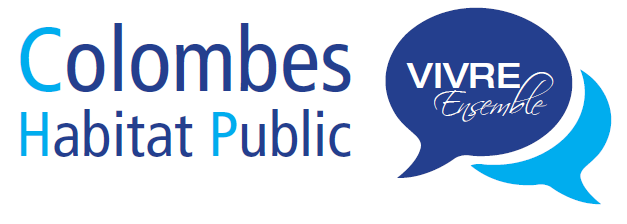 Colombes
Habitat Public
VIVRE
Ensemble